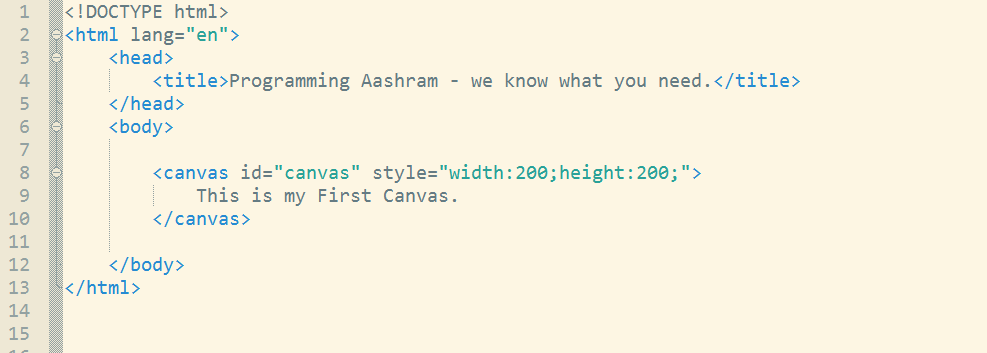 1 <!DOCTYPE html>
2 <html lang="en">
3 <head>
4 <title>Programming Aashram - we know what you need.</title>
5 </head>
6 <body>
7
8 <canvas id="canvas" style="width:200;height:200;">
9 This is my First Canvas.
10 </canvas>
11
12 </body>
13 </html>
14
15